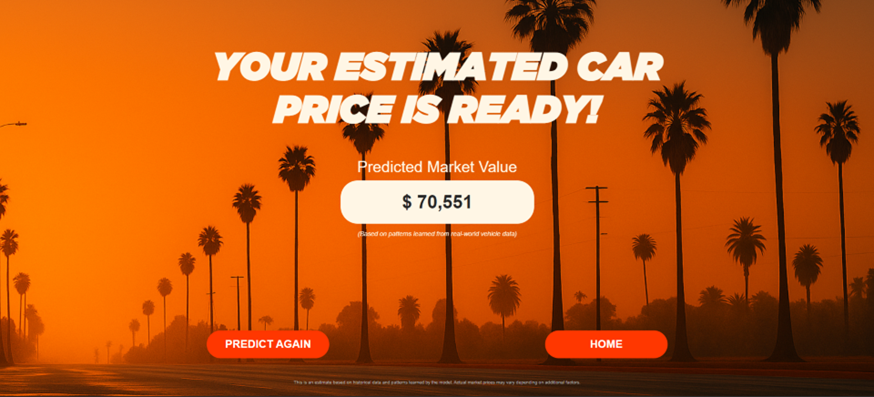 YOUR ESTIMATED CAR
PRICE IS READY!
Predicted Market Value
$ 70,551
(Based on patterns learned from real-world vehicle data)
PREDICT AGAIN
HOME
This is an estimate based on historical data and patterns learned by the model. Actual market prices may vary depending on additional factors.